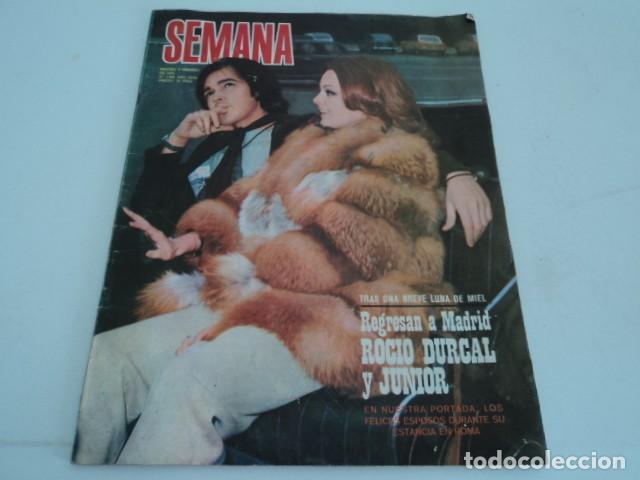 SEMANA
TRAS UNA BREVE LUNA DE MIEL
Regresan a Madrid
ROCIO DURCAL
y JUNIOR
EN NUESTRA PORTADA, LOS
FELICES ESPOSOS DURANTE SU
ESTANCIA EN ROMA
todocoleccion.net